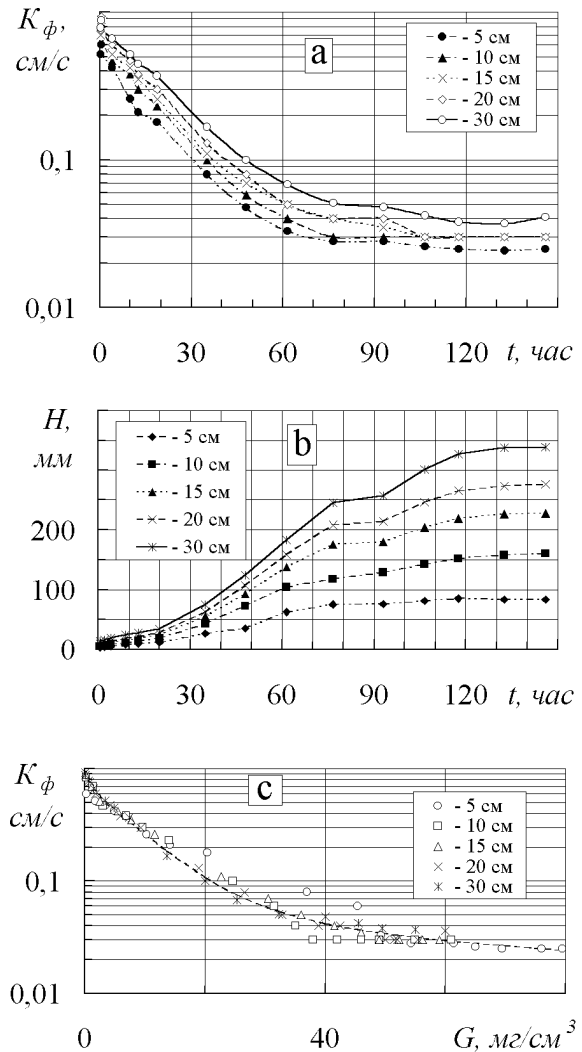 Kф,
см/с
a
- 5 см
- 10 см
- 15 см
- 20 см
- 30 см
0,1
0,01
0 30 60 90 120 t, час
H,
мм
b
- 5 см
- 10 см
- 15 см
- 20 см
- 30 см
200
100
0
0 30 60 90 120 t, час
Kф
см/с
c
- 5 см
- 10 см
- 15 см
- 20 см
- 30 см
0,1
0,01
0 40 G, мг/см³